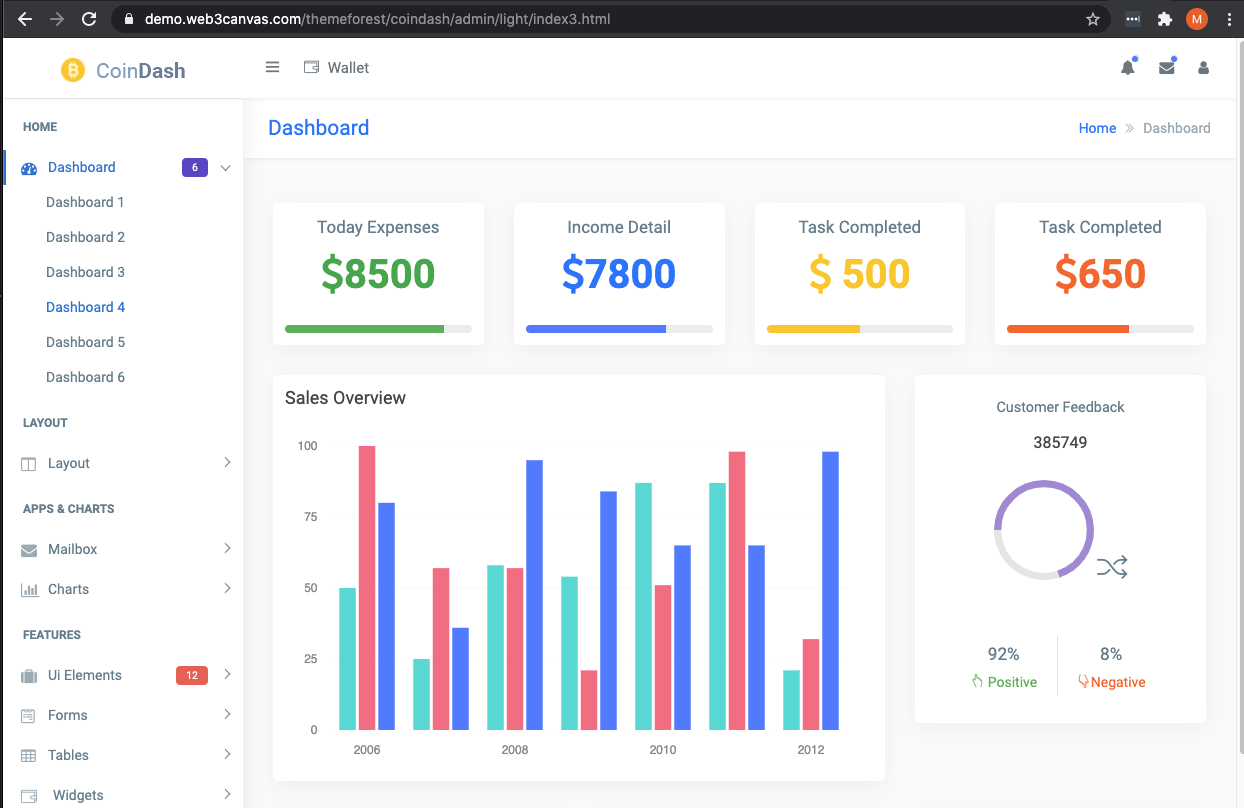 demo.web3canvas.com/themeforest/coindash/admin/light/index3.html
M
CoinDash
Wallet
HOME
Dashboard
6
Dashboard 1
Dashboard 2
Dashboard 3
Dashboard 4
Dashboard 5
Dashboard 6
LAYOUT
Layout
APPS & CHARTS
Mailbox
Charts
FEATURES
Ui Elements
12
Forms
Tables
Widgets
Dashboard
Home » Dashboard
Today Expenses
$8500
Income Detail
$7800
Task Completed
$ 500
Task Completed
$650
Sales Overview
100
75
50
25
0
2006 2008 2010 2012
Customer Feedback
385749
92%
Positive
8%
Negative